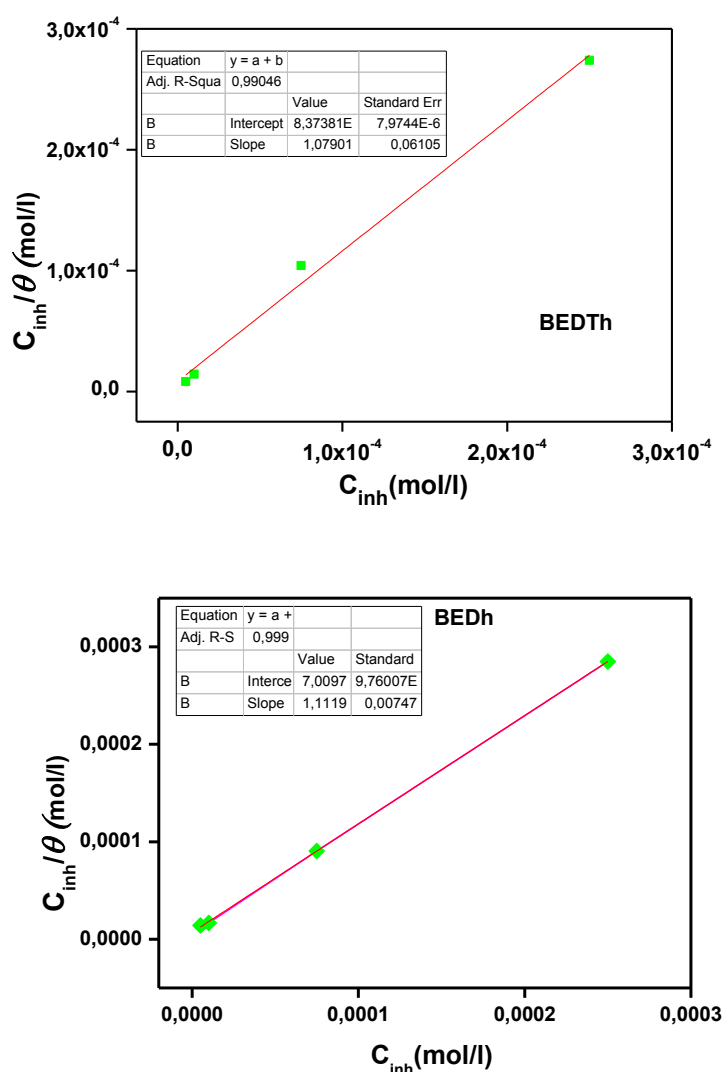 3,0x10⁻⁴
Equation y = a + b
Adj. R-Squa 0,99046
Value Standard Err
B Intercept 8,37381E 7,9744E-6
B Slope 1,07901 0,06105
2,0x10⁻⁴
1,0x10⁻⁴
0,0
C_inh/θ (mol/l)
BEDTh
0,0 1,0x10⁻⁴ 2,0x10⁻⁴ 3,0x10⁻⁴
C_inh(mol/l)
BEDh
Equation y = a +
Adj. R-S 0,999
Value Standard
B Interce 7,0097 9,76007E
B Slope 1,1119 0,00747
0,0003
0,0002
0,0001
0,0000
C_inh/θ (mol/l)
0,0000 0,0001 0,0002 0,0003
C_inh(mol/l)